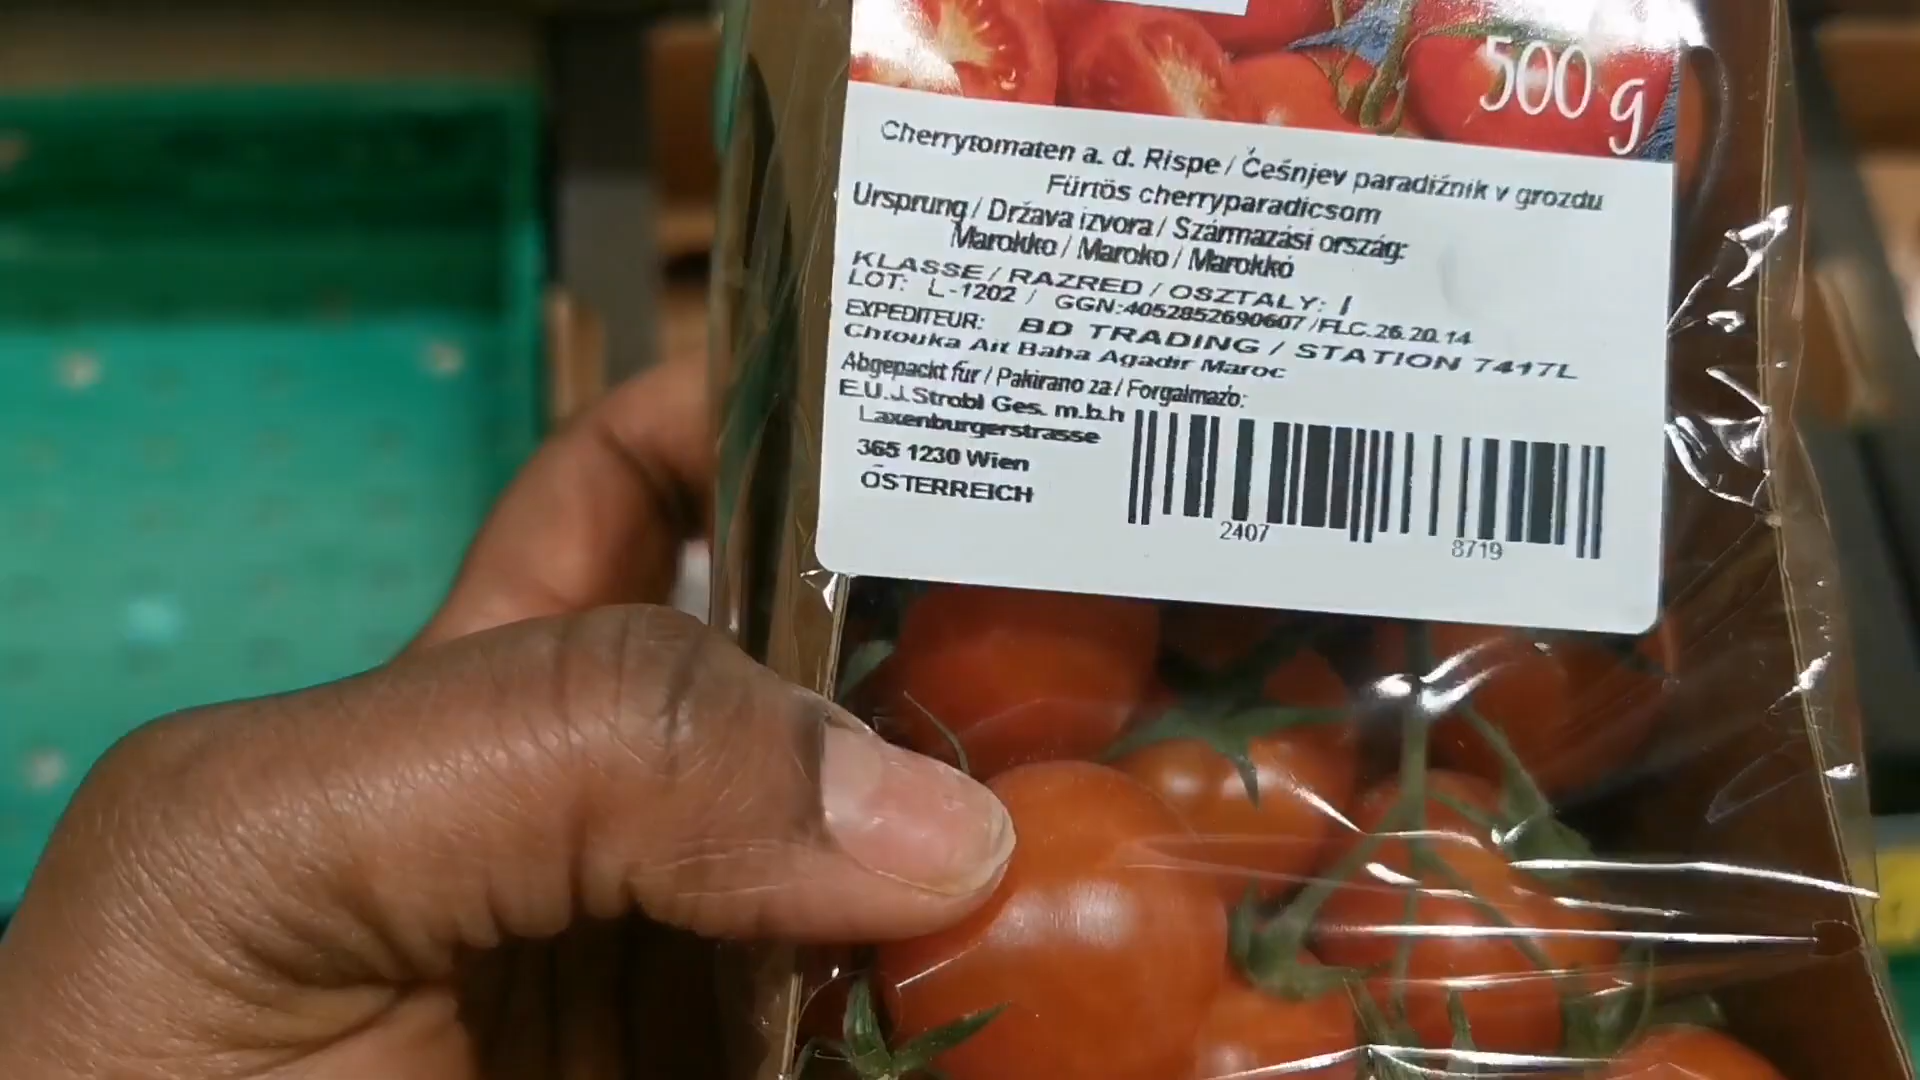 500 g
Cherrytomaten a. d. Rispe / Češnjev paradižnik v grozdu
Fürtös cherryparadicsom
Ursprung / Država izvora / Származási ország:
Marokko / Maroko / Marokkó
KLASSE / RAZRED / OSZTALY: I
LOT: L-1202 / GGN:4052852690607 /FLC.26.20.14
EXPEDITEUR: BD TRADING / STATION 7417L
Chtouka Ait Baha Agadir Maroc
Abgepackt für / Pakirano za / Forgalmazó:
E.U.J.Strobl Ges. m.b.h
Laxenburgerstrasse
365 1230 Wien
ÖSTERREICH
2407 8719